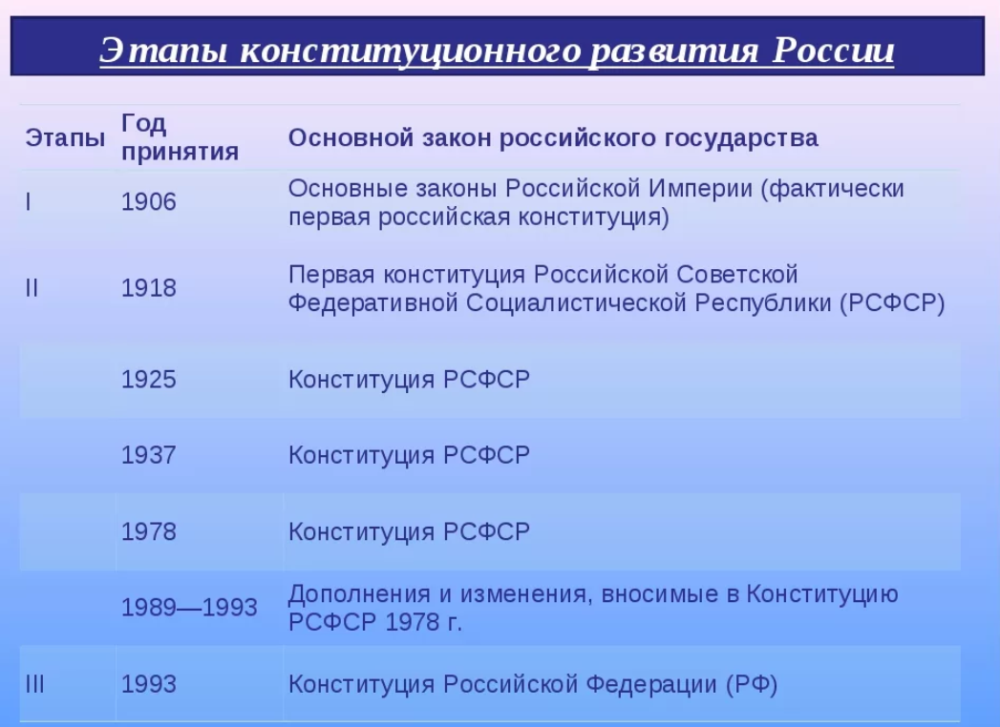 Этапы конституционного развития России
Этапы
Год
принятия
Основной закон российского государства
I
1906
Основные законы Российской Империи (фактически
первая российская конституция)
II
1918
Первая конституция Российской Советской
Федеративной Социалистической Республики (РСФСР)
1925
Конституция РСФСР
1937
Конституция РСФСР
1978
Конституция РСФСР
1989—1993
Дополнения и изменения, вносимые в Конституцию
РСФСР 1978 г.
III
1993
Конституция Российской Федерации (РФ)